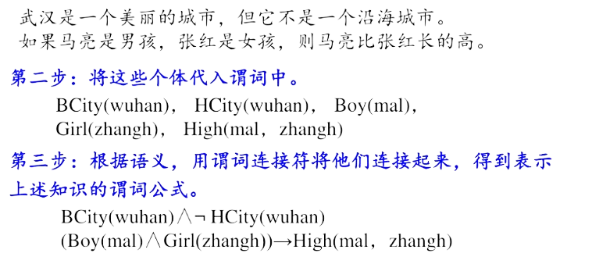 武汉是一个美丽的城市，但它不是一个沿海城市。
如果马亮是男孩，张红是女孩，则马亮比张红长的高。
第二步：将这些个体代入谓词中。
BCity(wuhan)， HCity(wuhan)， Boy(mal)，
Girl(zhangh)， High(mal，zhangh)
第三步：根据语义，用谓词连接符将他们连接起来，得到表示
上述知识的谓词公式。
BCity(wuhan)∧¬ HCity(wuhan)
(Boy(mal)∧Girl(zhangh))→High(mal，zhangh)